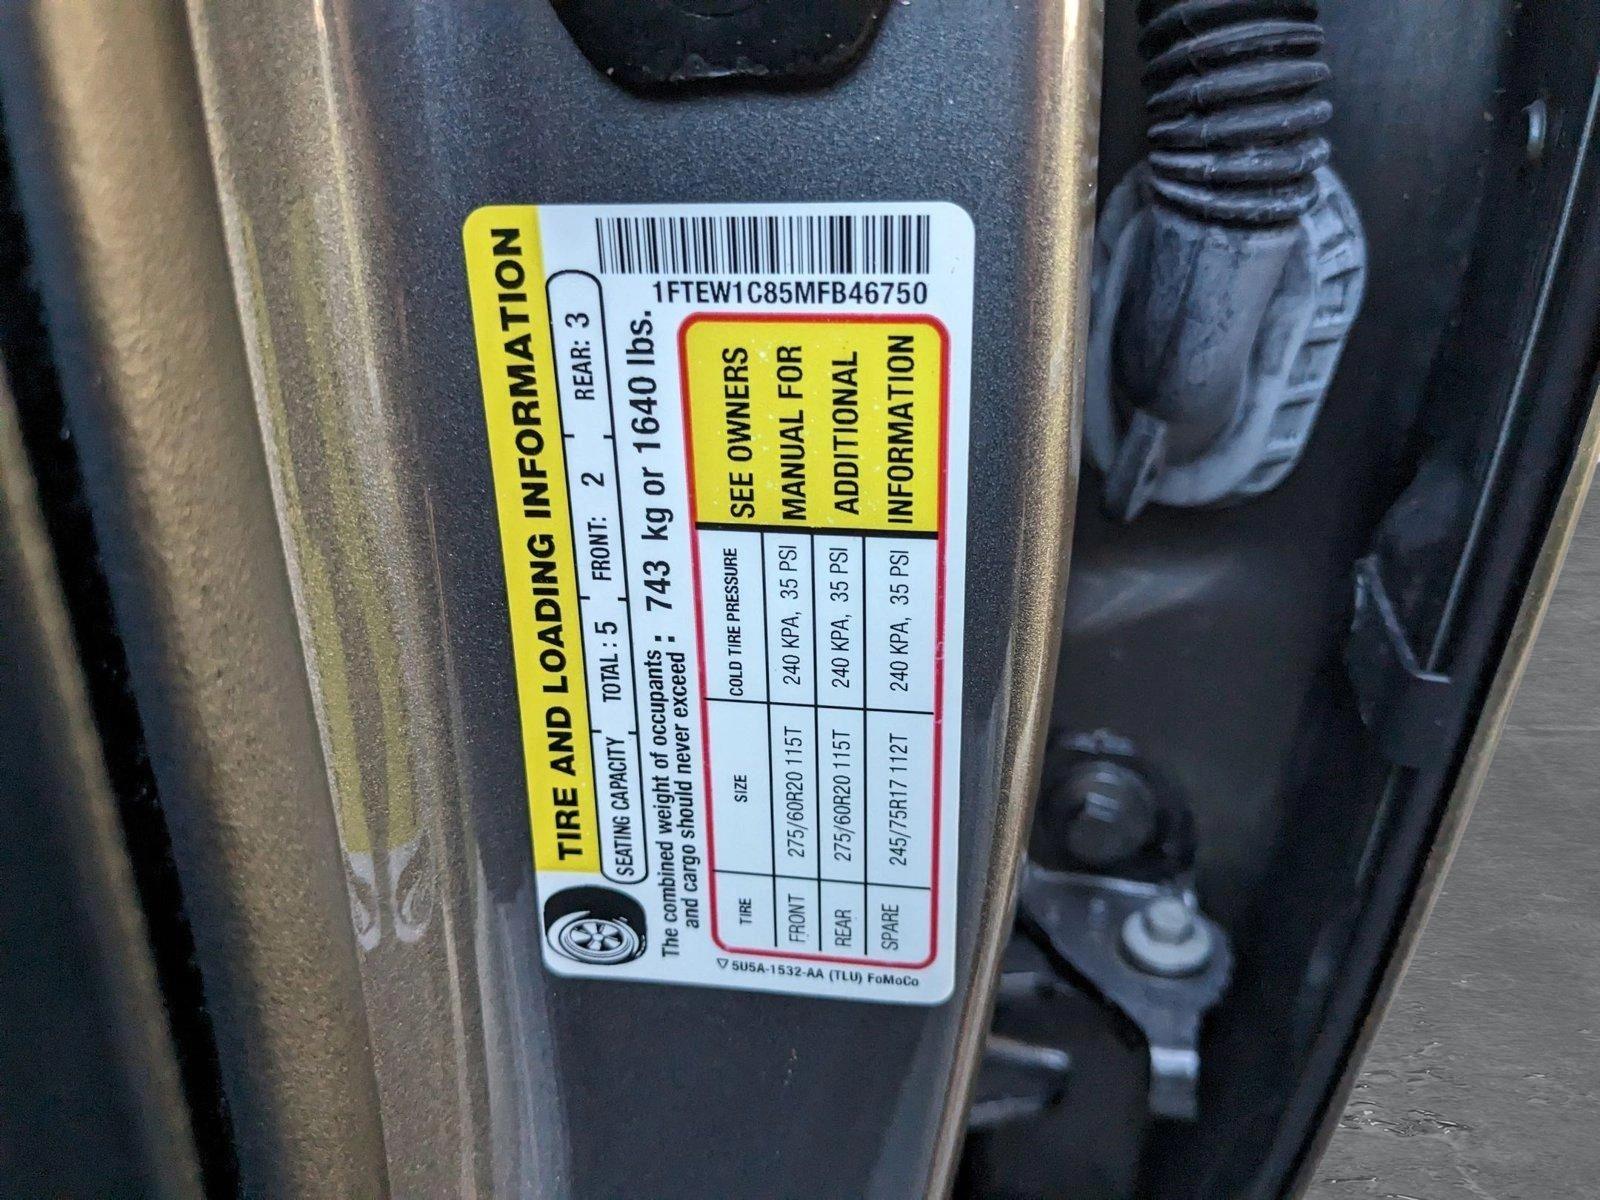 TIRE AND LOADING INFORMATION
SEATING CAPACITY TOTAL : 5 FRONT: 2 REAR: 3
The combined weight of occupants and cargo should never exceed : 743 kg or 1640 lbs.
1FTEW1C85MFB46750
TIRE SIZE COLD TIRE PRESSURE
FRONT 275/60R20 115T 240 KPA, 35 PSI
REAR 275/60R20 115T 240 KPA, 35 PSI
SPARE 245/75R17 112T 240 KPA, 35 PSI
SEE OWNERS
MANUAL FOR
ADDITIONAL
INFORMATION
5U5A-1532-AA (TLU) FoMoCo